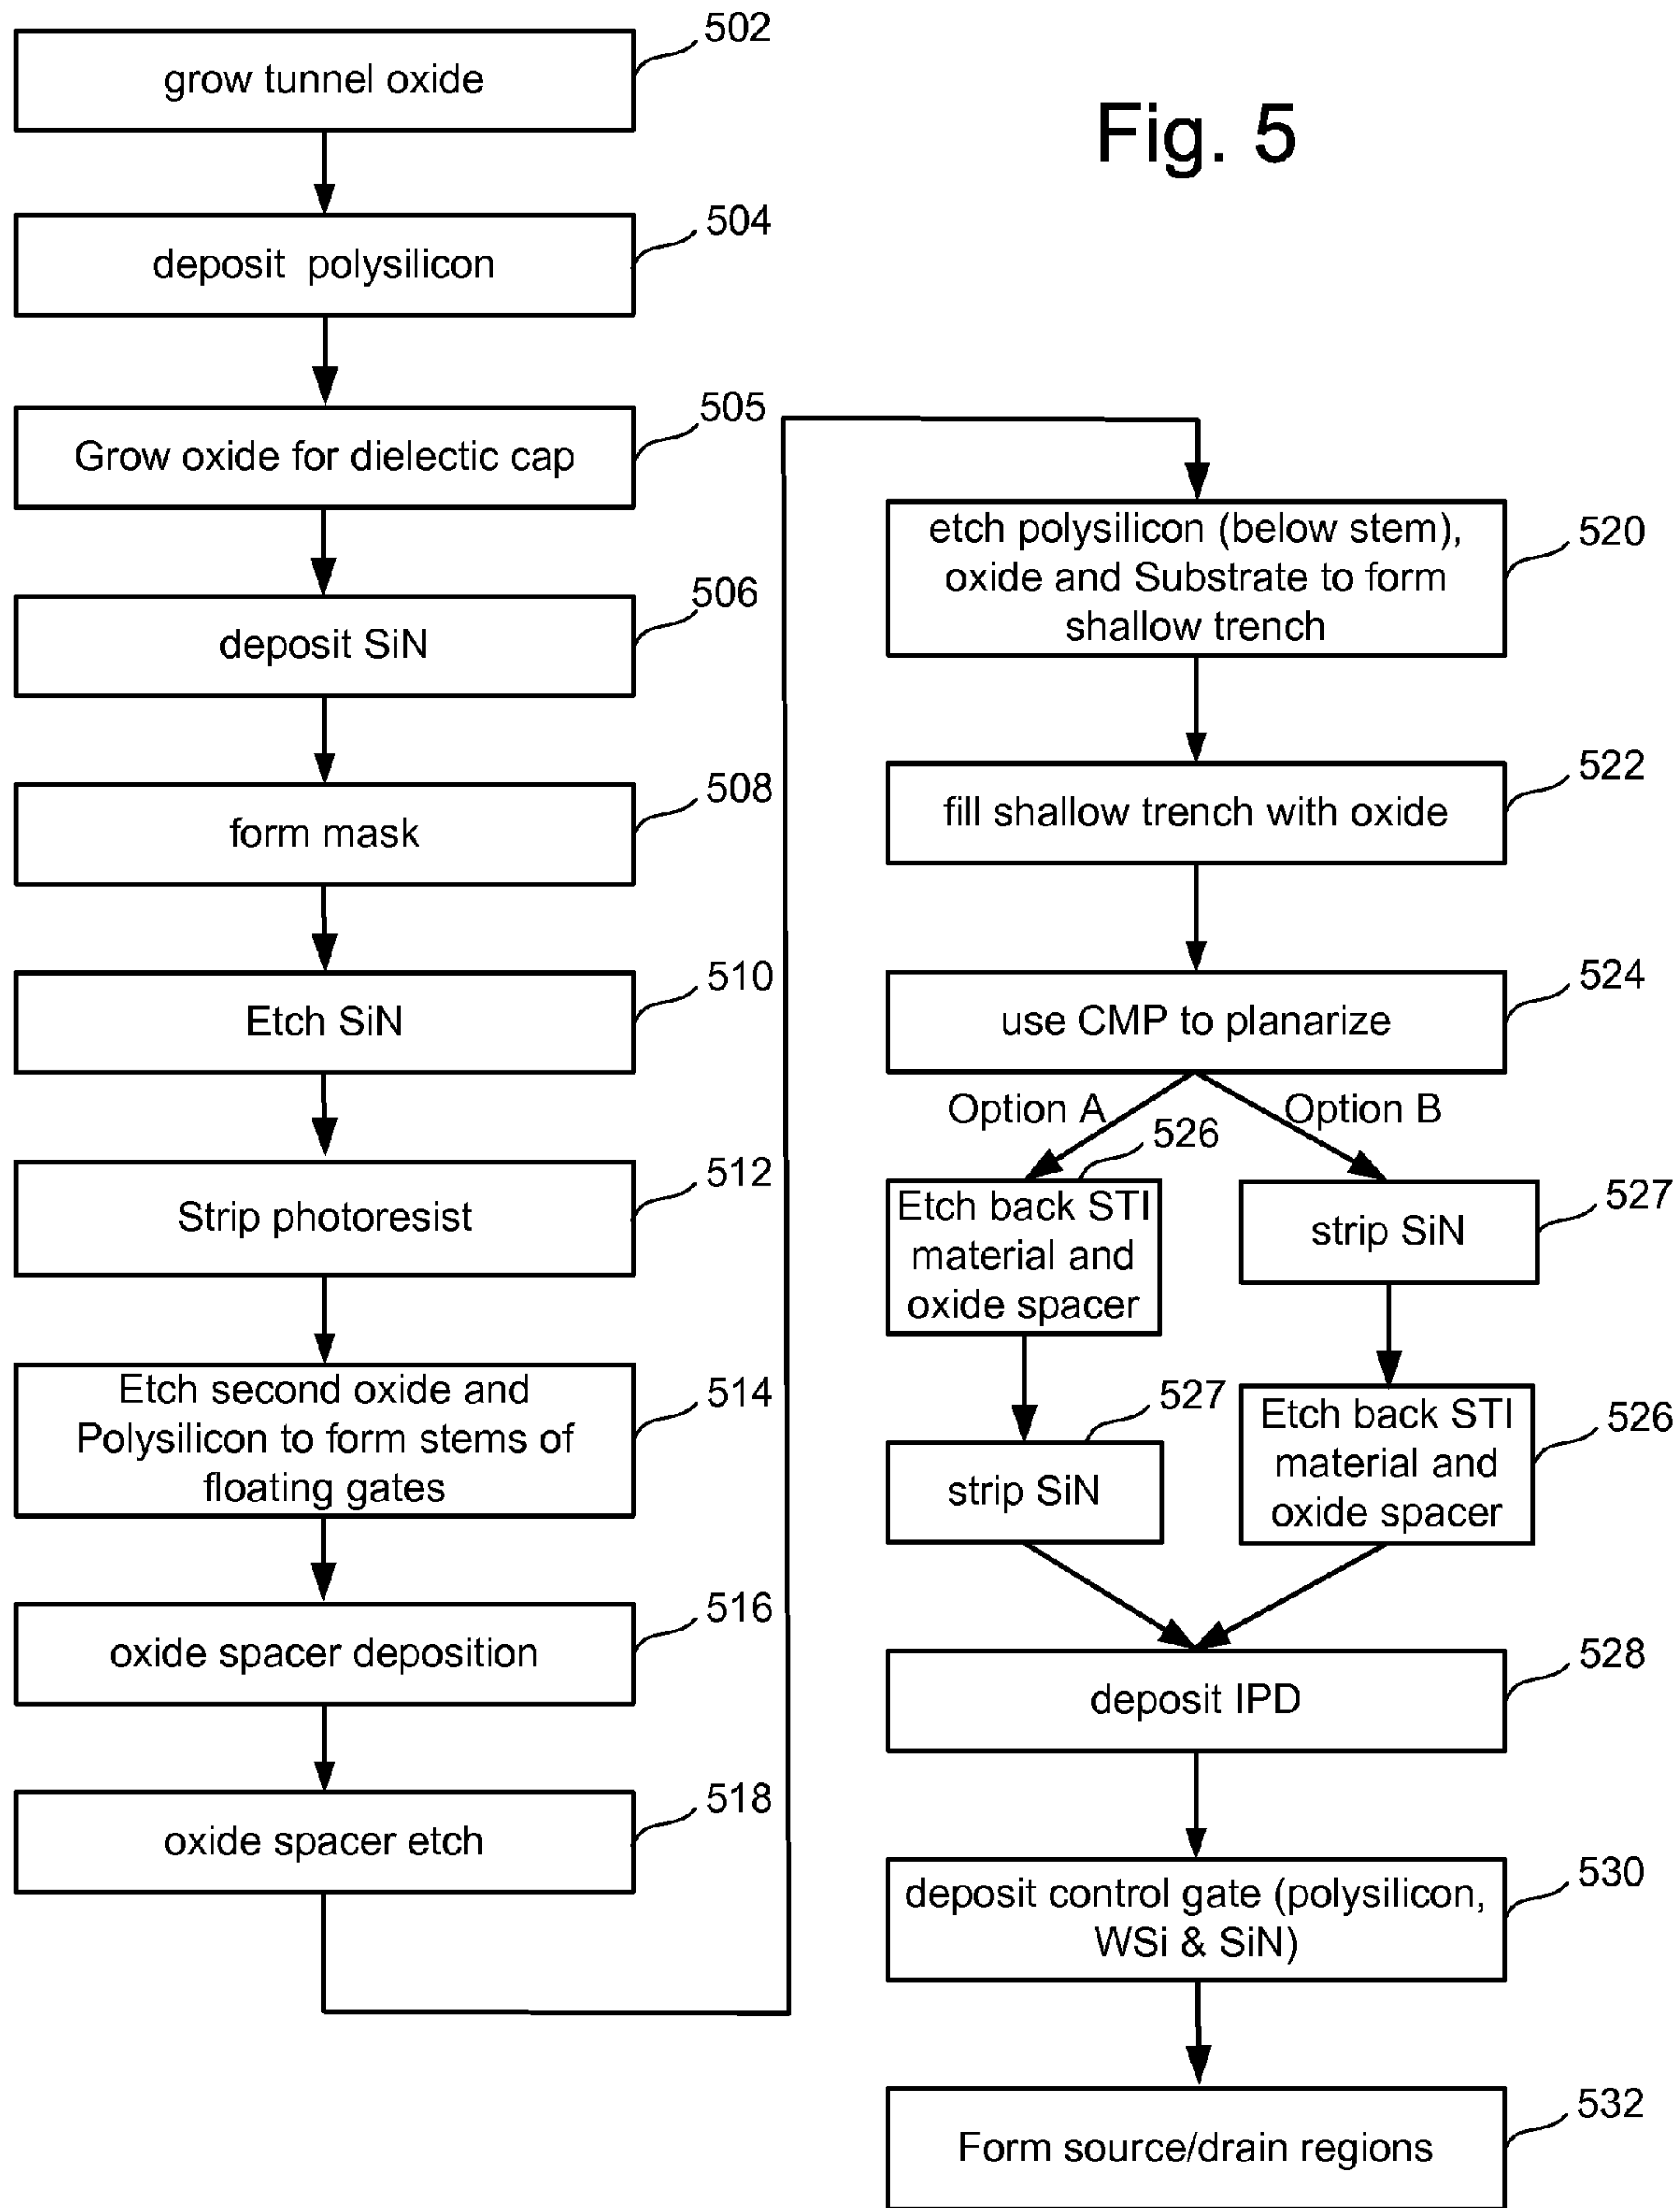 Fig. 5
502
grow tunnel oxide
504
deposit polysilicon
505
Grow oxide for dielectic cap
506
deposit SiN
508
form mask
510
Etch SiN
512
Strip photoresist
514
Etch second oxide and
Polysilicon to form stems of
floating gates
516
oxide spacer deposition
518
oxide spacer etch
520
etch polysilicon (below stem),
oxide and Substrate to form
shallow trench
522
fill shallow trench with oxide
524
use CMP to planarize
Option A
Option B
526
Etch back STI
material and
oxide spacer
527
strip SiN
527
strip SiN
526
Etch back STI
material and
oxide spacer
528
deposit IPD
530
deposit control gate (polysilicon,
WSi & SiN)
532
Form source/drain regions